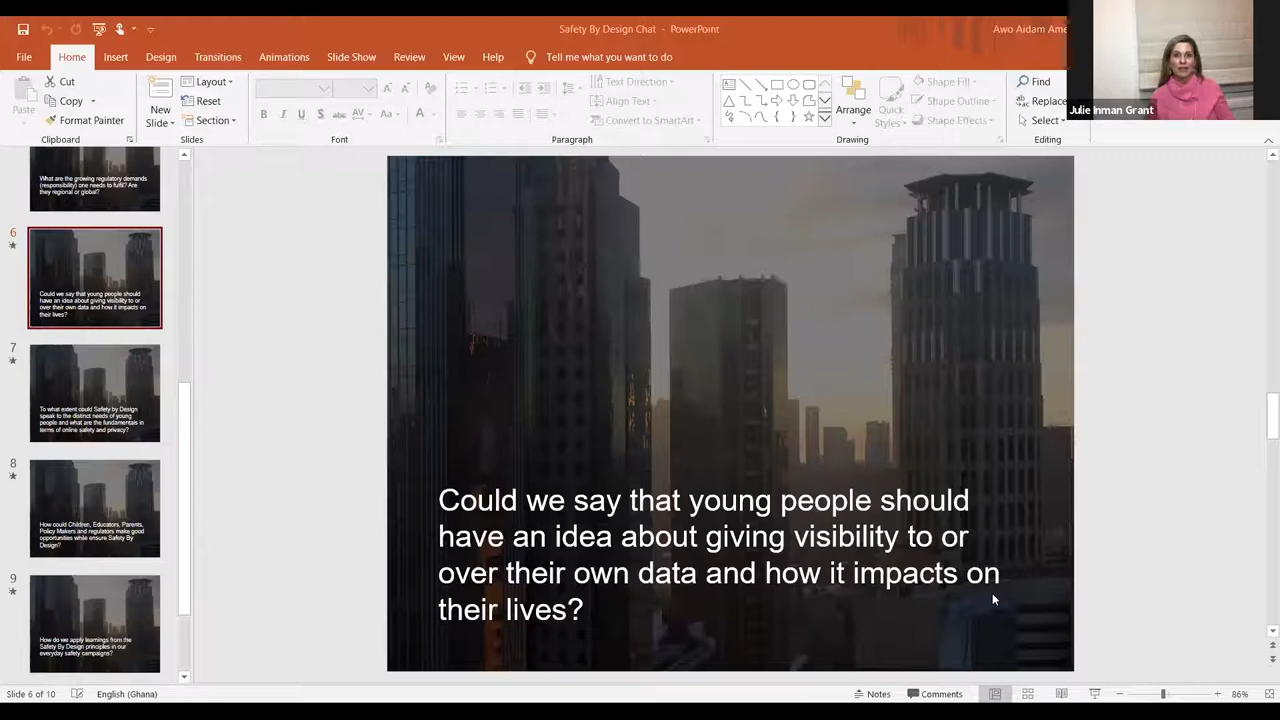 Safety By Design Chat - PowerPoint
Awo Aidam Ame
File
Home
Insert
Design
Transitions
Animations
Slide Show
Review
View
Help
Tell me what you want to do
Paste
Cut
Copy
Format Painter
Clipboard
New
Slide
Layout
Reset
Section
Slides
B I U S abc AV
Aa
A
Font
Text Direction
Align Text
Convert to SmartArt
Paragraph
Arrange
Quick
Styles
Shape Fill
Shape Outline
Shape Effects
Drawing
Find
Replace
Select
Editing
Julie Inman Grant
What are the growing regulatory demands
(responsibility) one needs to fulfil? Are
they regional or global?
6
Could we say that young people should
have an idea about giving visibility to or
over their own data and how it impacts on
their lives?
7
To what extent could Safety by Design
speak to the distinct needs of young
people and what are the fundamentals in
terms of online safety and privacy?
8
How could Children, Educators, Parents,
Policy Makers and regulators make good
opportunities while ensure Safety By
Design?
9
How do we apply learnings from the
Safety By Design principles in our
everyday safety campaigns?
Could we say that young people should
have an idea about giving visibility to or
over their own data and how it impacts on
their lives?
Slide 6 of 10
English (Ghana)
Notes
Comments
86%